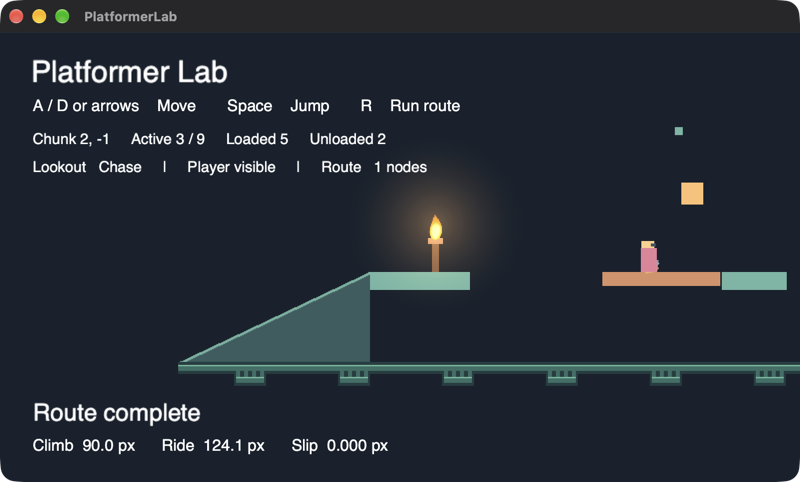 PlatformerLab
Platformer Lab
A / D or arrows Move Space Jump R Run route
Chunk 2, -1 Active 3 / 9 Loaded 5 Unloaded 2
Lookout Chase | Player visible | Route 1 nodes
Route complete
Climb 90.0 px Ride 124.1 px Slip 0.000 px